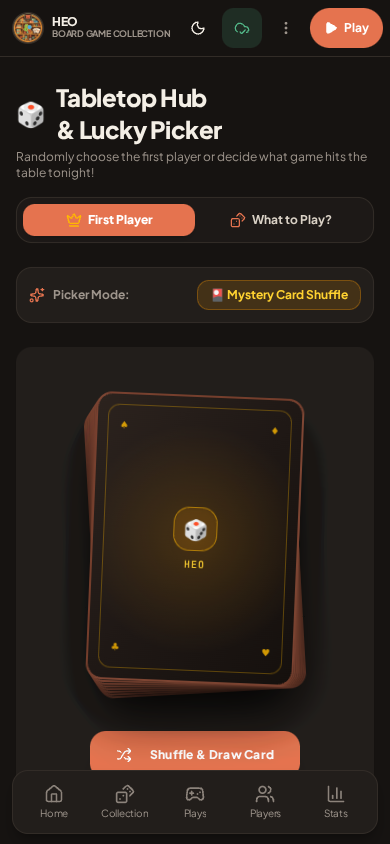 HEO
BOARD GAME COLLECTION
Play
Tabletop Hub
& Lucky Picker
Randomly choose the first player or decide what game hits the
table tonight!
First Player
What to Play?
Picker Mode:
Mystery Card Shuffle
HEO
Shuffle & Draw Card
Home
Collection
Plays
Players
Stats